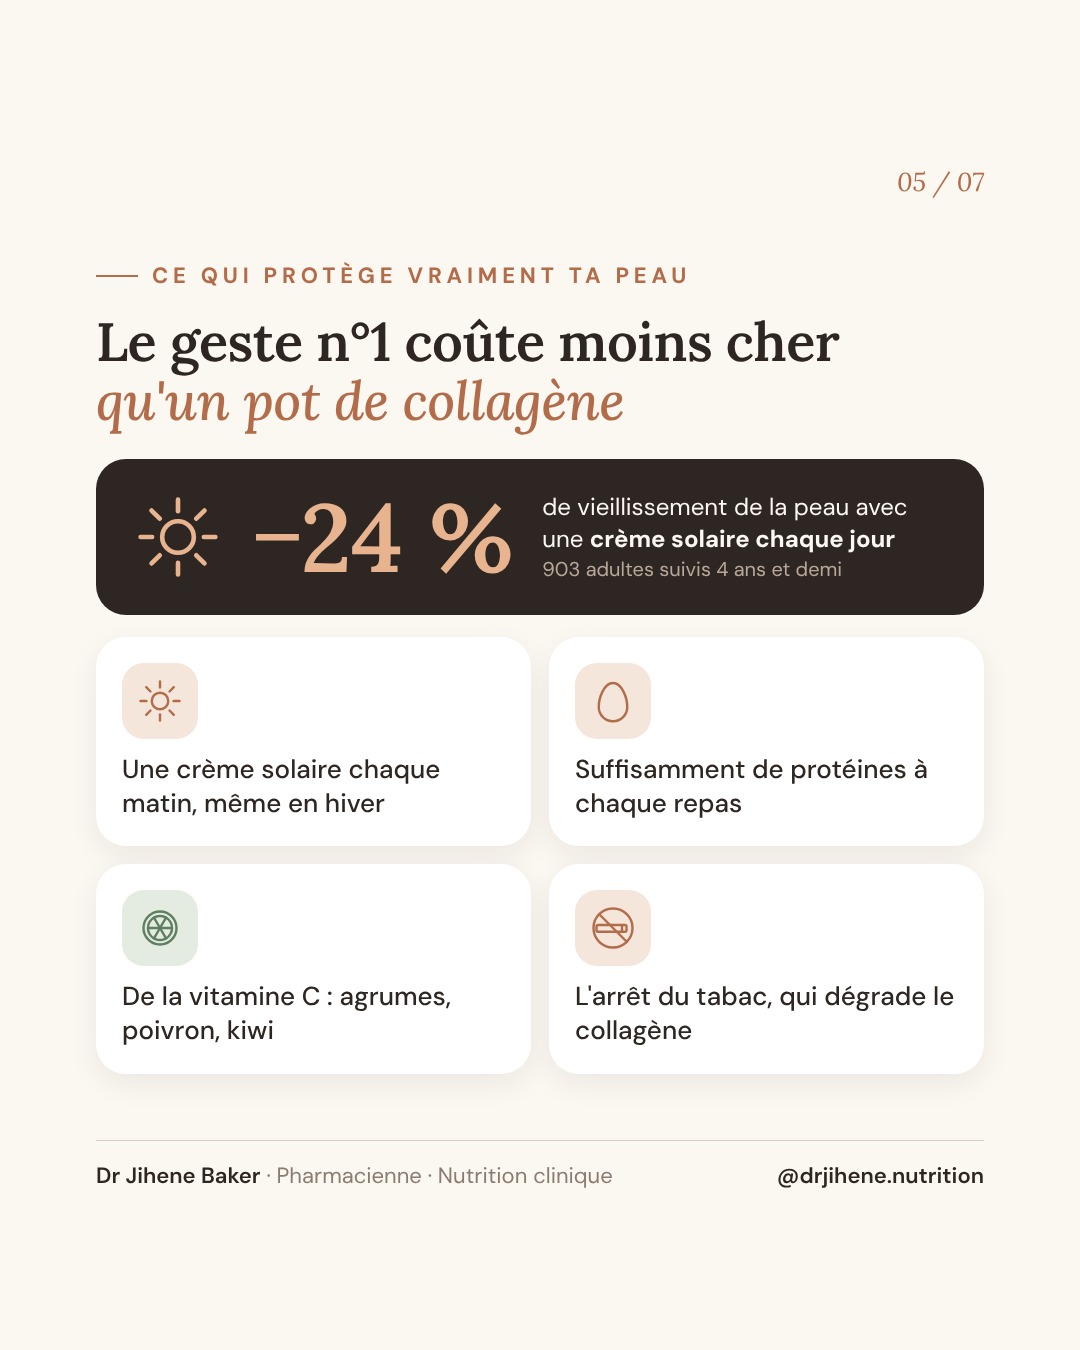 05 / 07
CE QUI PROTÈGE VRAIMENT TA PEAU
Le geste n°1 coûte moins cher
qu'un pot de collagène
−24 %
de vieillissement de la peau avec
une crème solaire chaque jour
903 adultes suivis 4 ans et demi
Une crème solaire chaque
matin, même en hiver
Suffisamment de protéines à
chaque repas
De la vitamine C : agrumes,
poivron, kiwi
L'arrêt du tabac, qui dégrade le
collagène
Dr Jihene Baker · Pharmacienne · Nutrition clinique
@drjihene.nutrition